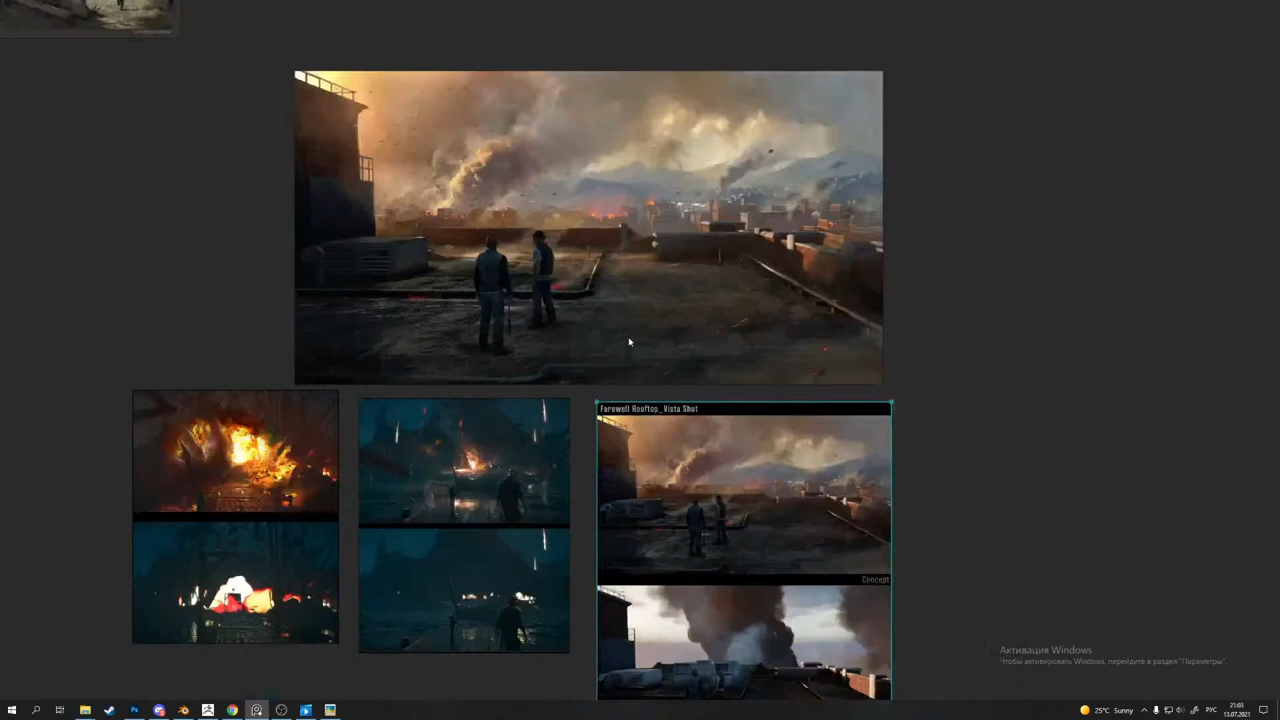 Farewell Rooftop_Vista Shot
Concept
Активация Windows
Чтобы активировать Windows, перейдите в раздел "Параметры".
25°C Sunny
РУС
21:03
13.07.2021